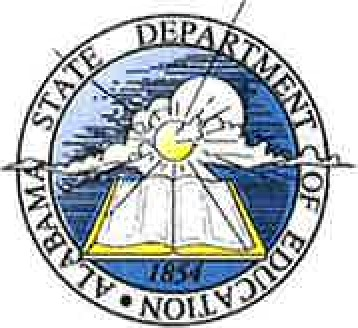 ALABAMA STATE DEPARTMENT OF EDUCATION •
1854